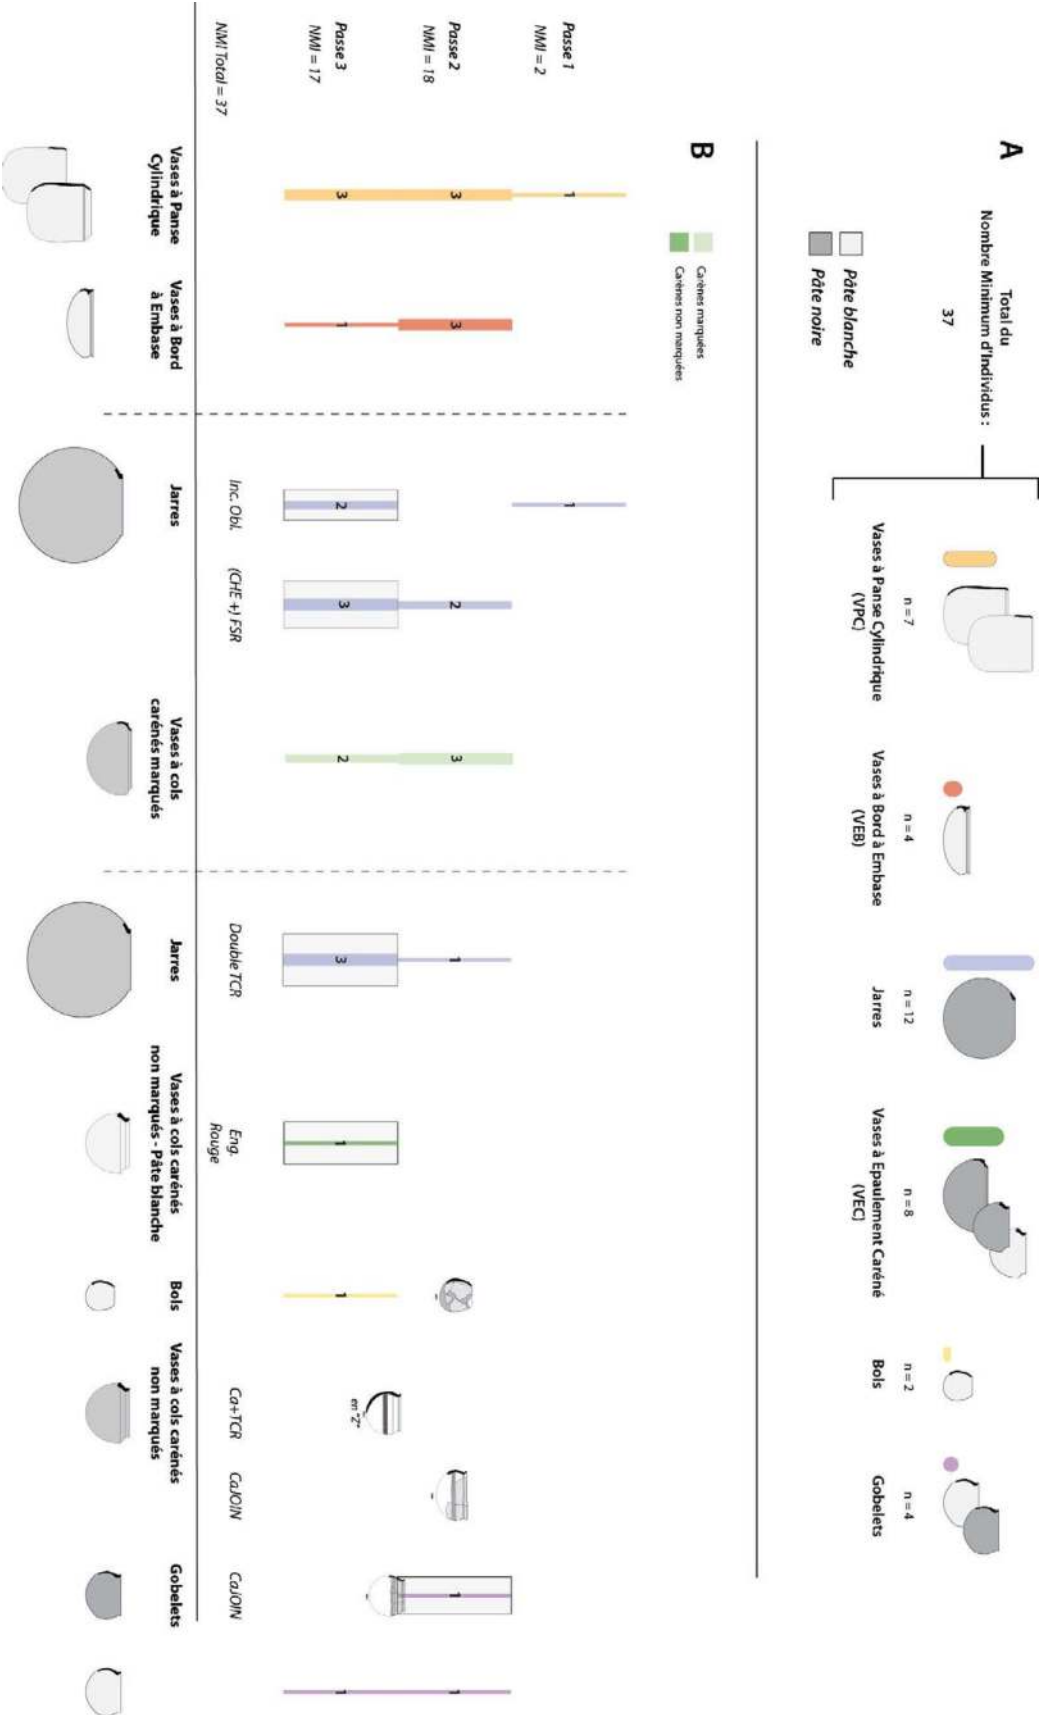 A
Total du
Nombre Minimum d'Individus :
37
Pâte blanche
Pâte noire
n = 7
Vases à Panse Cylindrique
(VPC)
n = 4
Vases à Bord à Embase
(VEB)
n = 12
Jarres
n = 8
Vases à Epaulement Caréné
(VEC)
n = 2
Bols
n = 4
Gobelets
B
Carènes marquées
Carènes non marquées
Passe 1
NMI = 2
1
1
Passe 2
NMI = 18
3
3
2
3
1
1
1
Passe 3
NMI = 17
3
1
2
3
2
3
1
1
en "Z"
1
NMI Total = 37
Inc. Obl.
(CHE +) FSR
Double TCR
Eng.
Rouge
Ca+TCR
CaJOIN
CaJOIN
Vases à Panse
Cylindrique
Vases à Bord
à Embase
Jarres
Vases à cols
carénés marqués
Jarres
Vases à cols carénés
non marqués - Pâte blanche
Bols
Vases à cols carénés
non marqués
Gobelets